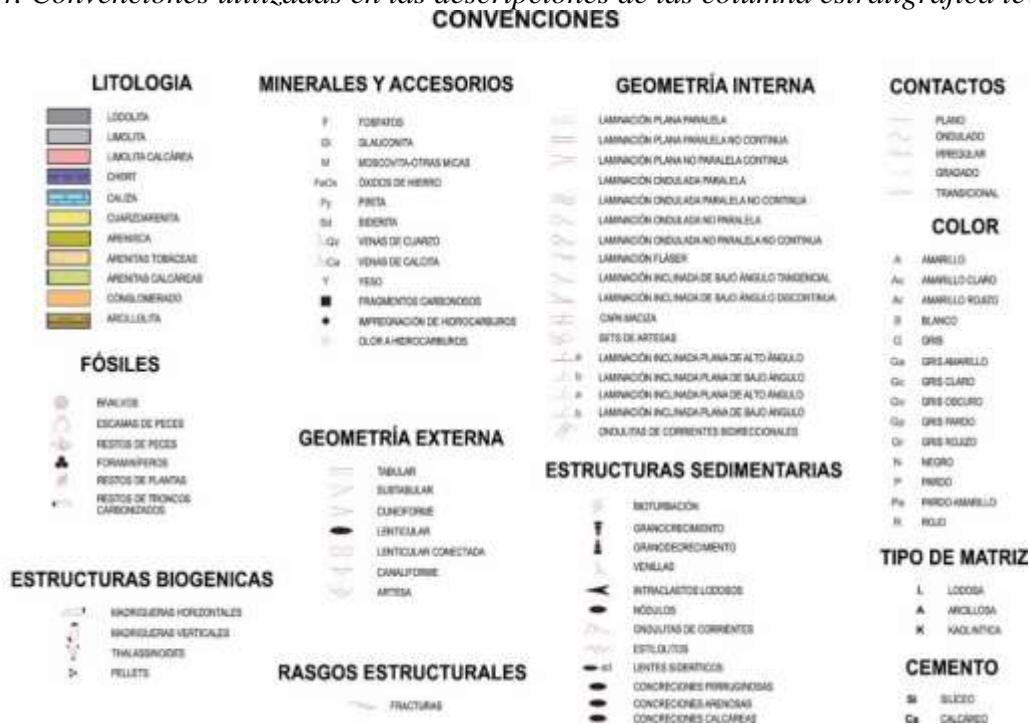 Convenciones utilizadas en las descripciones de las columna estratigráfica
CONVENCIONES
LITOLOGIA
LODOLITA
LIMOLITA
LIMOLITA CALCÁREA
CHERT
CALIZA
CUARZOARENITA
ARENISCA
ARENITAS TOBÁCEAS
ARENITAS CALCÁREAS
CONGLOMERADO
ARCILLOLITA
FÓSILES
BIVALVOS
ESCAMAS DE PECES
RESTOS DE PECES
FORAMINÍFEROS
RESTOS DE PLANTAS
RESTOS DE TRONCOS
CARBONIZADOS
ESTRUCTURAS BIOGENICAS
MADRIGUERAS HORIZONTALES
MADRIGUERAS VERTICALES
THALASSINOIDES
PELLETS
MINERALES Y ACCESORIOS
F FOSFATOS
Gl GLAUCONITA
M MOSCOVITA-OTRAS MICAS
FeOx ÓXIDOS DE HIERRO
Py PIRITA
Sd SIDERITA
Qz VENAS DE CUARZO
Ca VENAS DE CALCITA
Y YESO
FRAGMENTOS CARBONOSOS
IMPREGNACIÓN DE HIDROCARBUROS
OLOR A HIDROCARBUROS
GEOMETRÍA EXTERNA
TABULAR
SUBTABULAR
CUNEIFORME
LENTICULAR
LENTICULAR CONECTADA
CANALIFORME
ARTESA
RASGOS ESTRUCTURALES
FRACTURAS
GEOMETRÍA INTERNA
LAMINACIÓN PLANA PARALELA
LAMINACIÓN PLANA PARALELA NO CONTINUA
LAMINACIÓN PLANA NO PARALELA CONTINUA
LAMINACIÓN ONDULADA PARALELA
LAMINACIÓN ONDULADA PARALELA NO CONTINUA
LAMINACIÓN ONDULADA NO PARALELA
LAMINACIÓN ONDULADA NO PARALELA NO CONTINUA
LAMINACIÓN FLÁSER
LAMINACIÓN INCLINADA DE BAJO ÁNGULO TANGENCIAL
LAMINACIÓN INCLINADA DE BAJO ÁNGULO DISCONTINUA
CAPA MACIZA
SETS DE ARTESAS
a LAMINACIÓN INCLINADA PLANA DE ALTO ÁNGULO
b LAMINACIÓN INCLINADA PLANA DE BAJO ÁNGULO
a LAMINACIÓN INCLINADA PLANA DE ALTO ÁNGULO
b LAMINACIÓN INCLINADA PLANA DE BAJO ÁNGULO
ONDULITAS DE CORRIENTES BIDIRECCIONALES
ESTRUCTURAS SEDIMENTARIAS
BIOTURBACIÓN
GRANOCRECIMIENTO
GRANODECRECIMIENTO
VENILLAS
INTRACLASTOS LODOSOS
NÓDULOS
ONDULITAS DE CORRIENTES
ESTILOLITOS
sd LENTES SIDERÍTICOS
CONCRECIONES FERRUGINOSAS
CONCRECIONES ARENOSAS
CONCRECIONES CALCÁREAS
CONTACTOS
PLANO
ONDULADO
IRREGULAR
GRADADO
TRANSICIONAL
COLOR
A AMARILLO
Ac AMARILLO CLARO
Ar AMARILLO ROJIZO
B BLANCO
G GRIS
Ga GRIS AMARILLO
Gc GRIS CLARO
Go GRIS OSCURO
Gp GRIS PARDO
Gr GRIS ROJIZO
N NEGRO
P PARDO
Pa PARDO AMARILLO
R ROJO
TIPO DE MATRIZ
L LODOSA
A ARCILLOSA
K KAOLINITICA
CEMENTO
Si SILÍCEO
Ca CALCÁREO